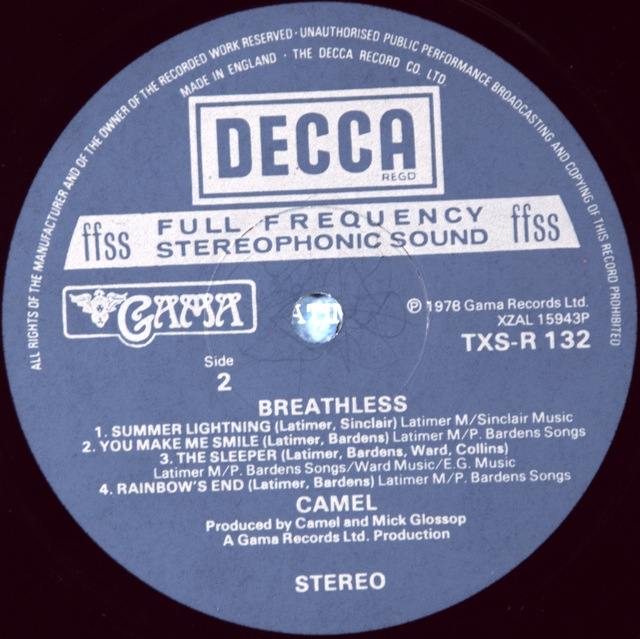 ALL RIGHTS OF THE MANUFACTURER AND OF THE OWNER OF THE RECORDED WORK RESERVED · UNAUTHORISED PUBLIC PERFORMANCE BROADCASTING AND COPYING OF THIS RECORD PROHIBITED
MADE IN ENGLAND · THE DECCA RECORD CO. LTD.
DECCA
REGD
ffss FULL FREQUENCY ffss
STEREOPHONIC SOUND
GAMA
ATIN
Ⓟ 1978 Gama Records Ltd.
XZAL 15943P
TXS-R 132
Side
2
BREATHLESS
1. SUMMER LIGHTNING (Latimer, Sinclair) Latimer M/Sinclair Music
2. YOU MAKE ME SMILE (Latimer, Bardens) Latimer M/P. Bardens Songs
3. THE SLEEPER (Latimer, Bardens, Ward, Collins)
Latimer M/P. Bardens Songs/Ward Music/E.G. Music
4. RAINBOW'S END (Latimer, Bardens) Latimer M/P. Bardens Songs
CAMEL
Produced by Camel and Mick Glossop
A Gama Records Ltd. Production
STEREO